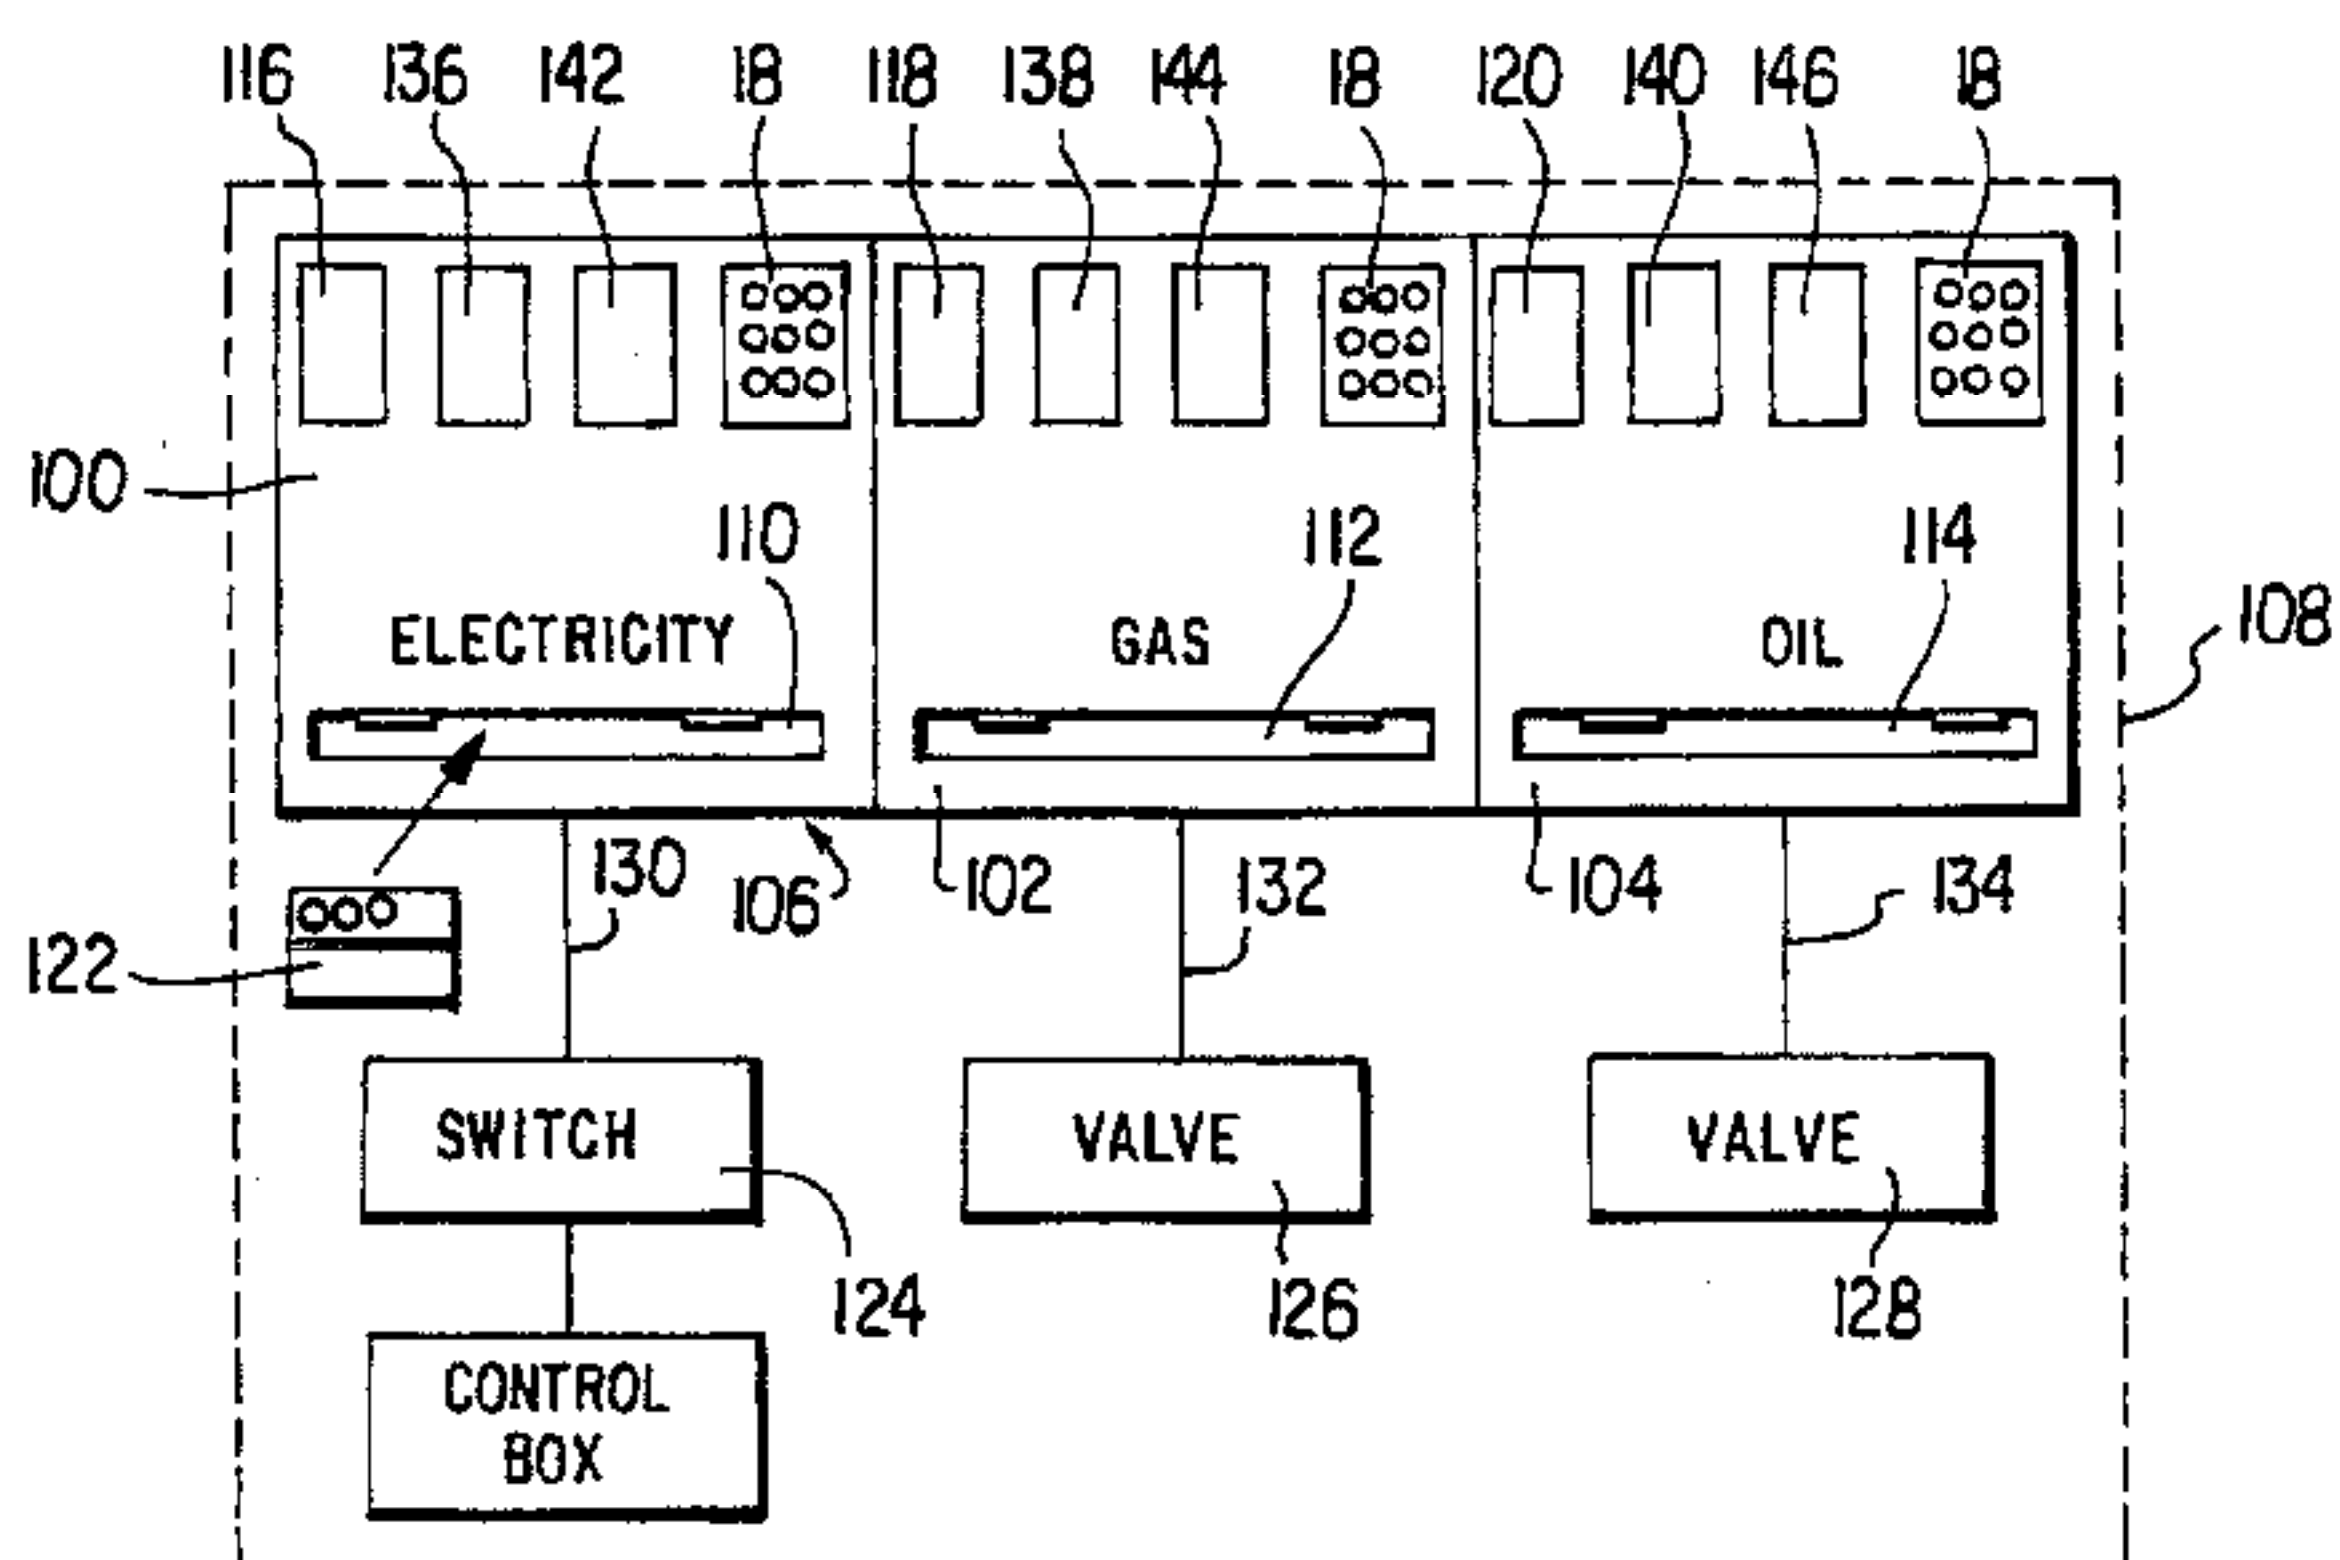 116 136 142 18 118 138 144 18 120 140 146 18
100
110 112 114
108
ELECTRICITY GAS OIL
130 106 102 132 104 134
122
SWITCH VALVE VALVE
124 126 128
CONTROL
BOX